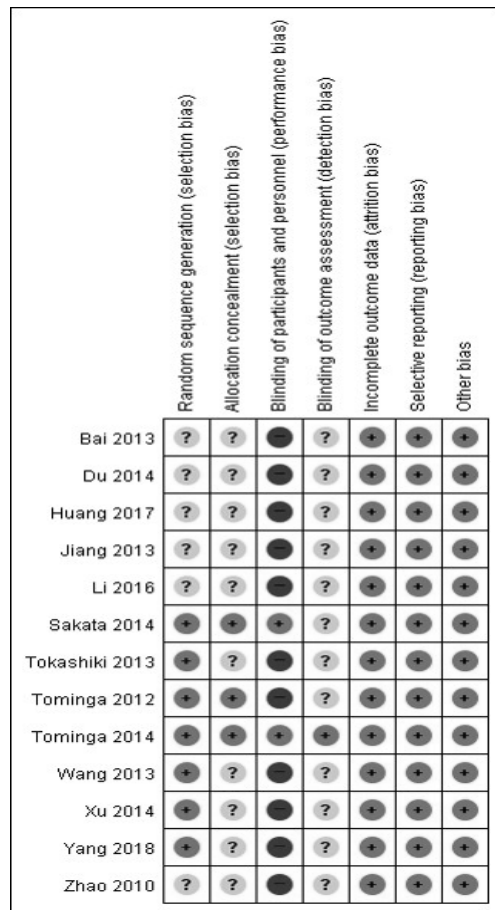 Random sequence generation (selection bias)
Allocation concealment (selection bias)
Blinding of participants and personnel (performance bias)
Blinding of outcome assessment (detection bias)
Incomplete outcome data (attrition bias)
Selective reporting (reporting bias)
Other bias
Bai 2013 ? ? − ? + + +
Du 2014 ? ? − ? + + +
Huang 2017 ? ? − ? + + +
Jiang 2013 ? ? − ? + + +
Li 2016 ? ? − ? + + +
Sakata 2014 + + + ? + + +
Tokashiki 2013 + ? − ? + + +
Tominga 2012 + + − ? + + +
Tominga 2014 + + + + + + +
Wang 2013 + ? − ? + + +
Xu 2014 + ? − ? + + +
Yang 2018 + ? − ? + + +
Zhao 2010 ? ? − ? + + +